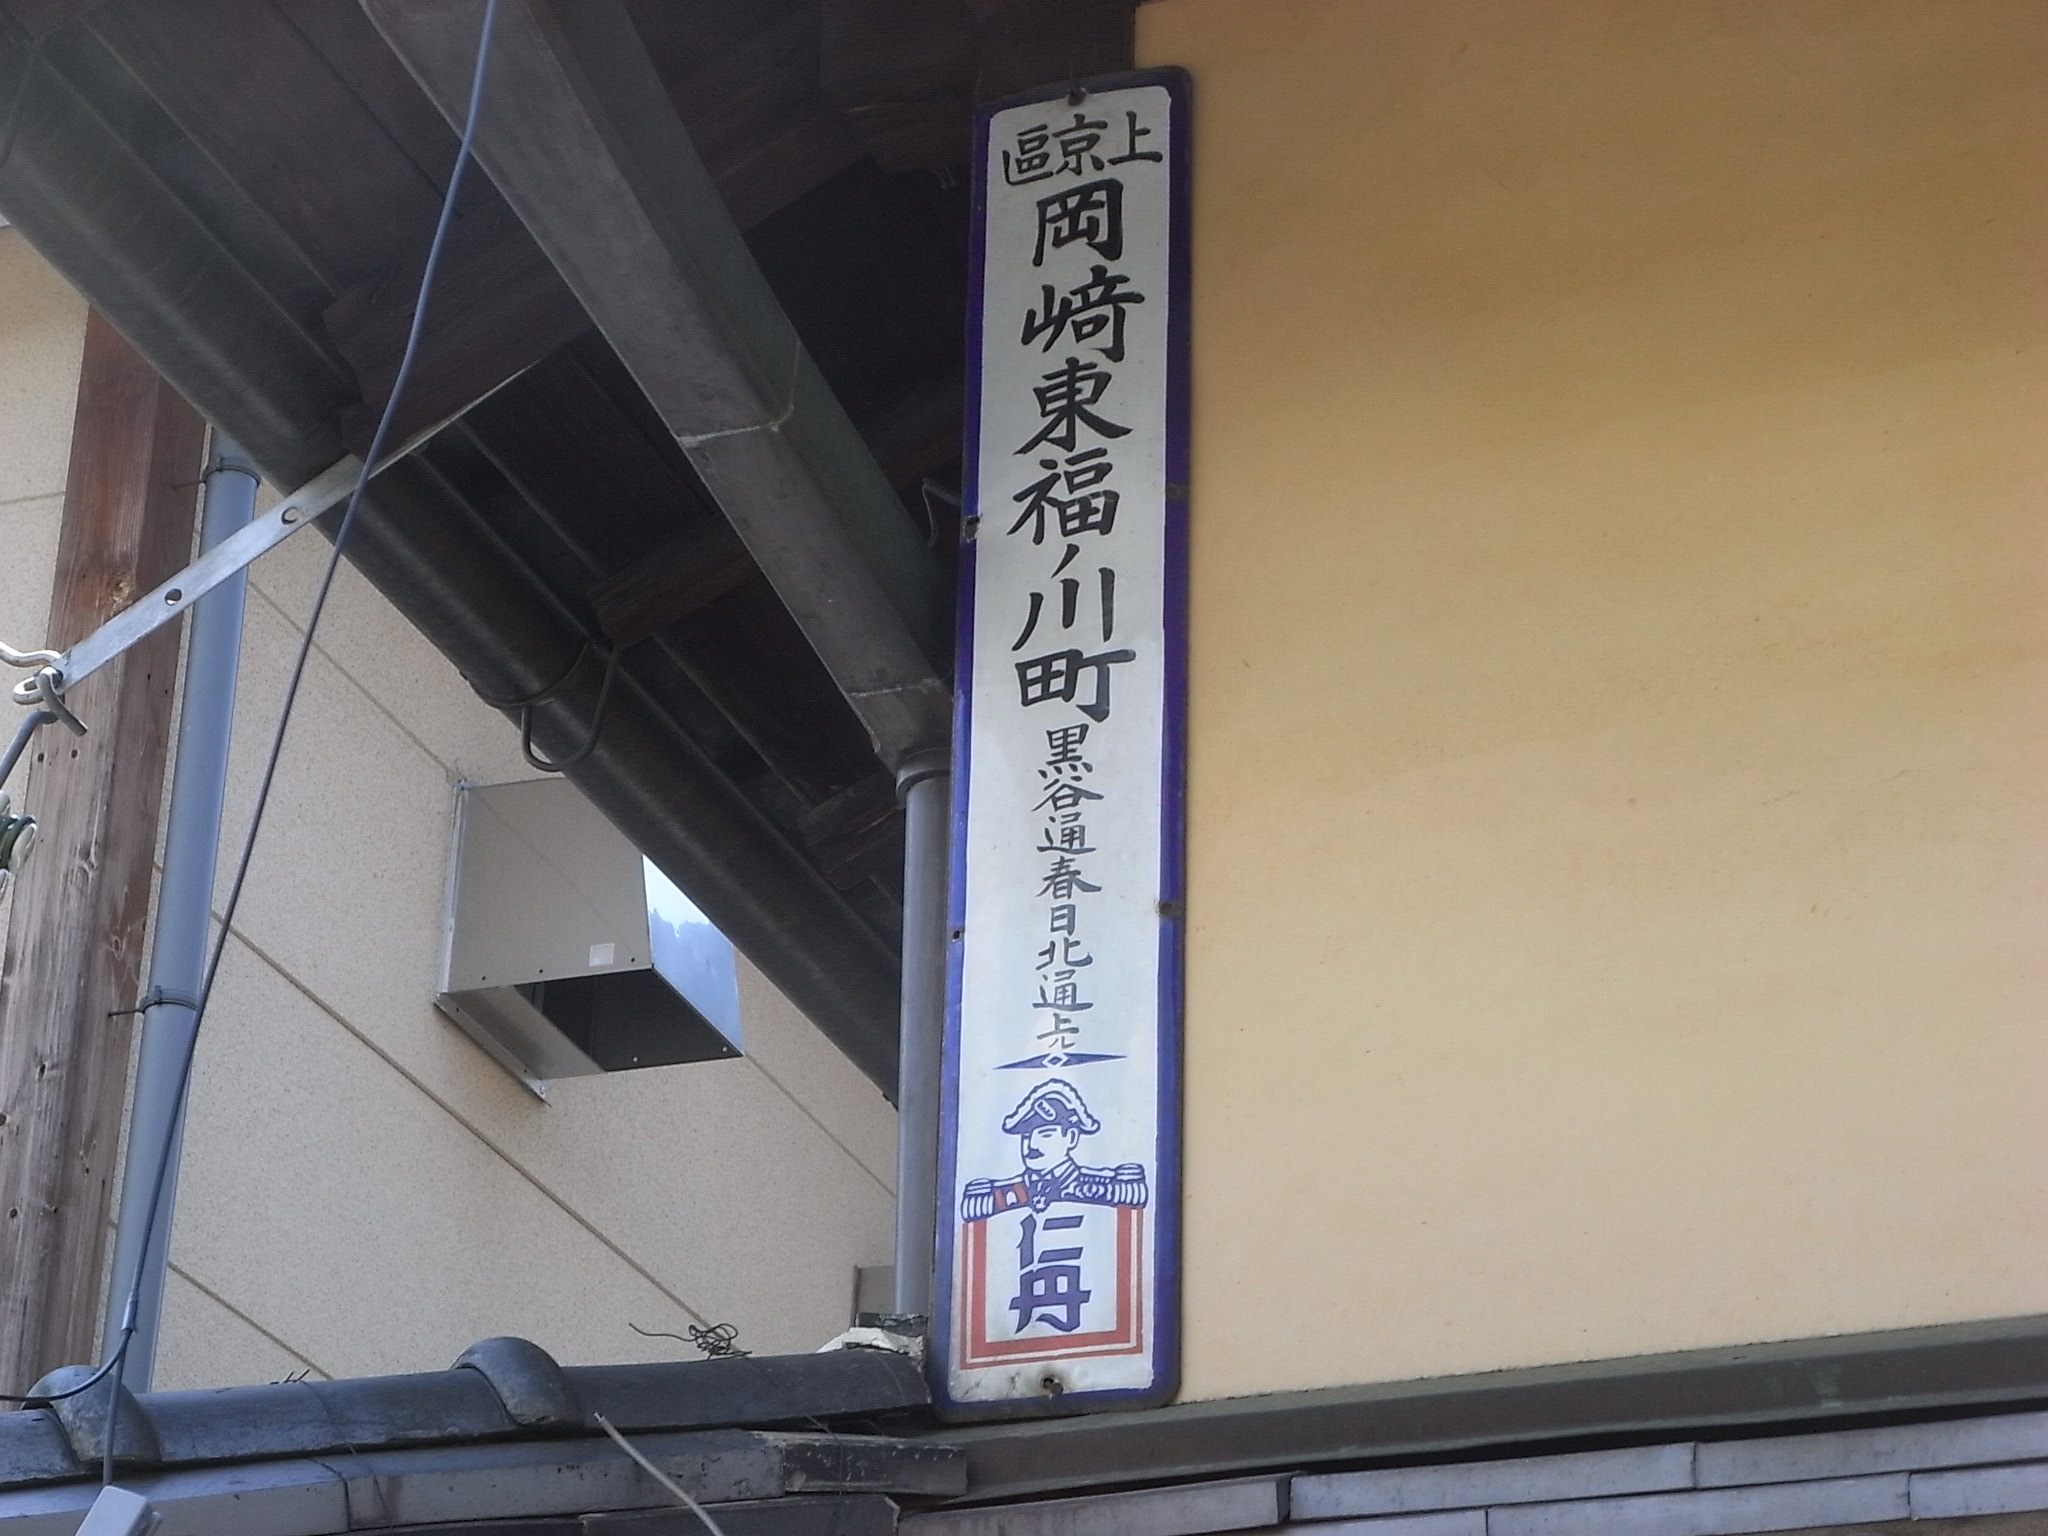 上京區
岡﨑東福ノ川町
黒谷通春日北通上ル
仁丹